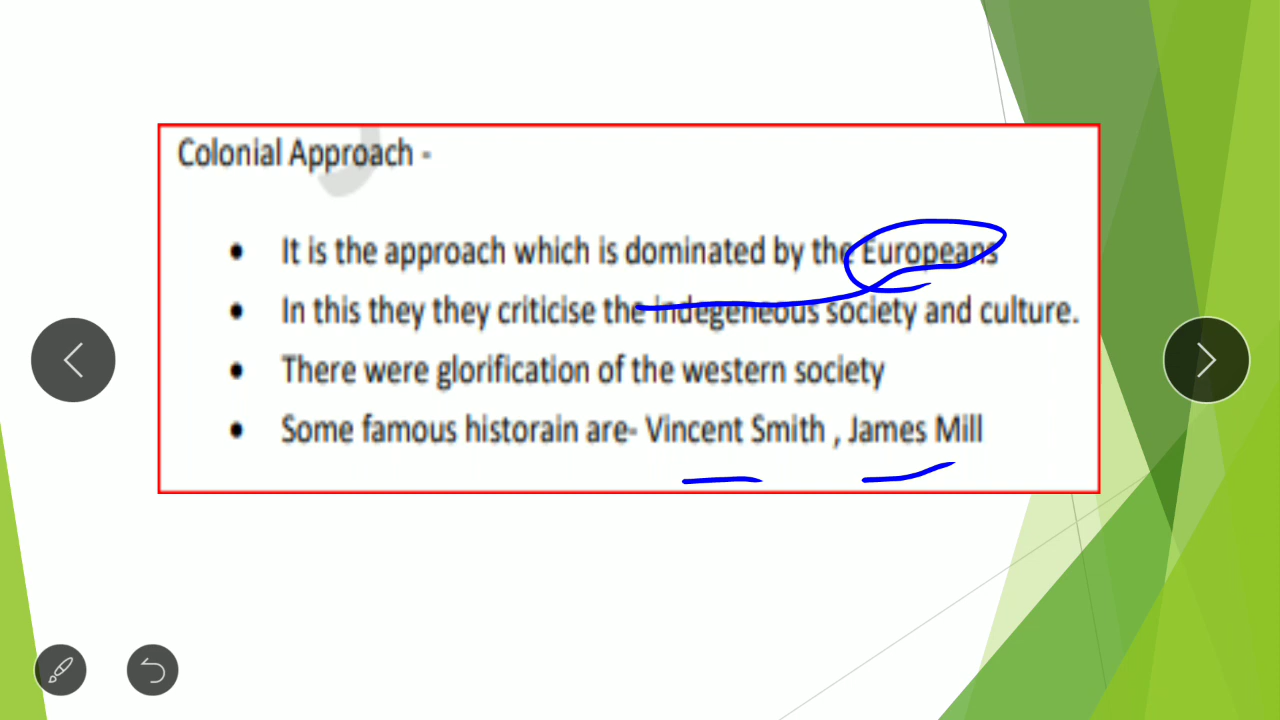 Colonial Approach -
• It is the approach which is dominated by the Europeans
• In this they they criticise the indegeneous society and culture.
• There were glorification of the western society
• Some famous historain are- Vincent Smith , James Mill